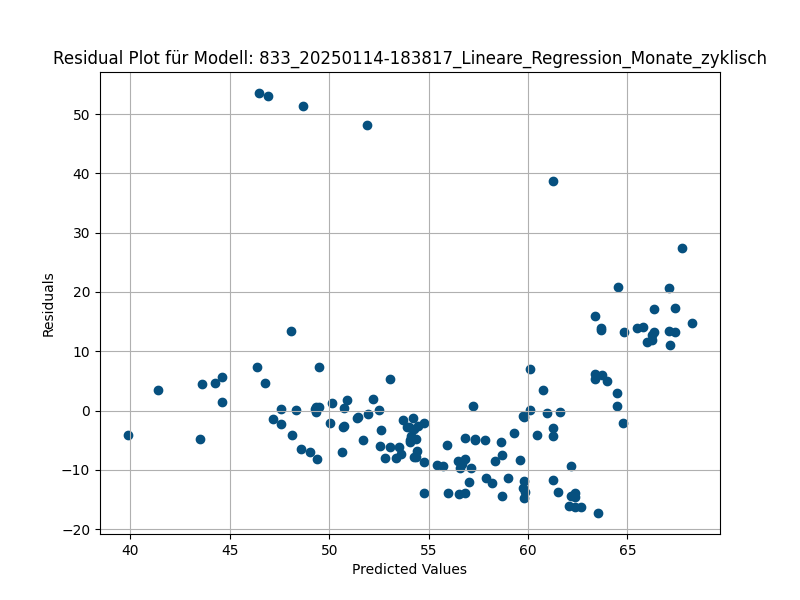 Residual Plot für Modell: 833_20250114-183817_Lineare_Regression_Monate_zyklisch
50
40
30
20
10
0
−10
−20
Residuals
40 45 50 55 60 65
Predicted Values